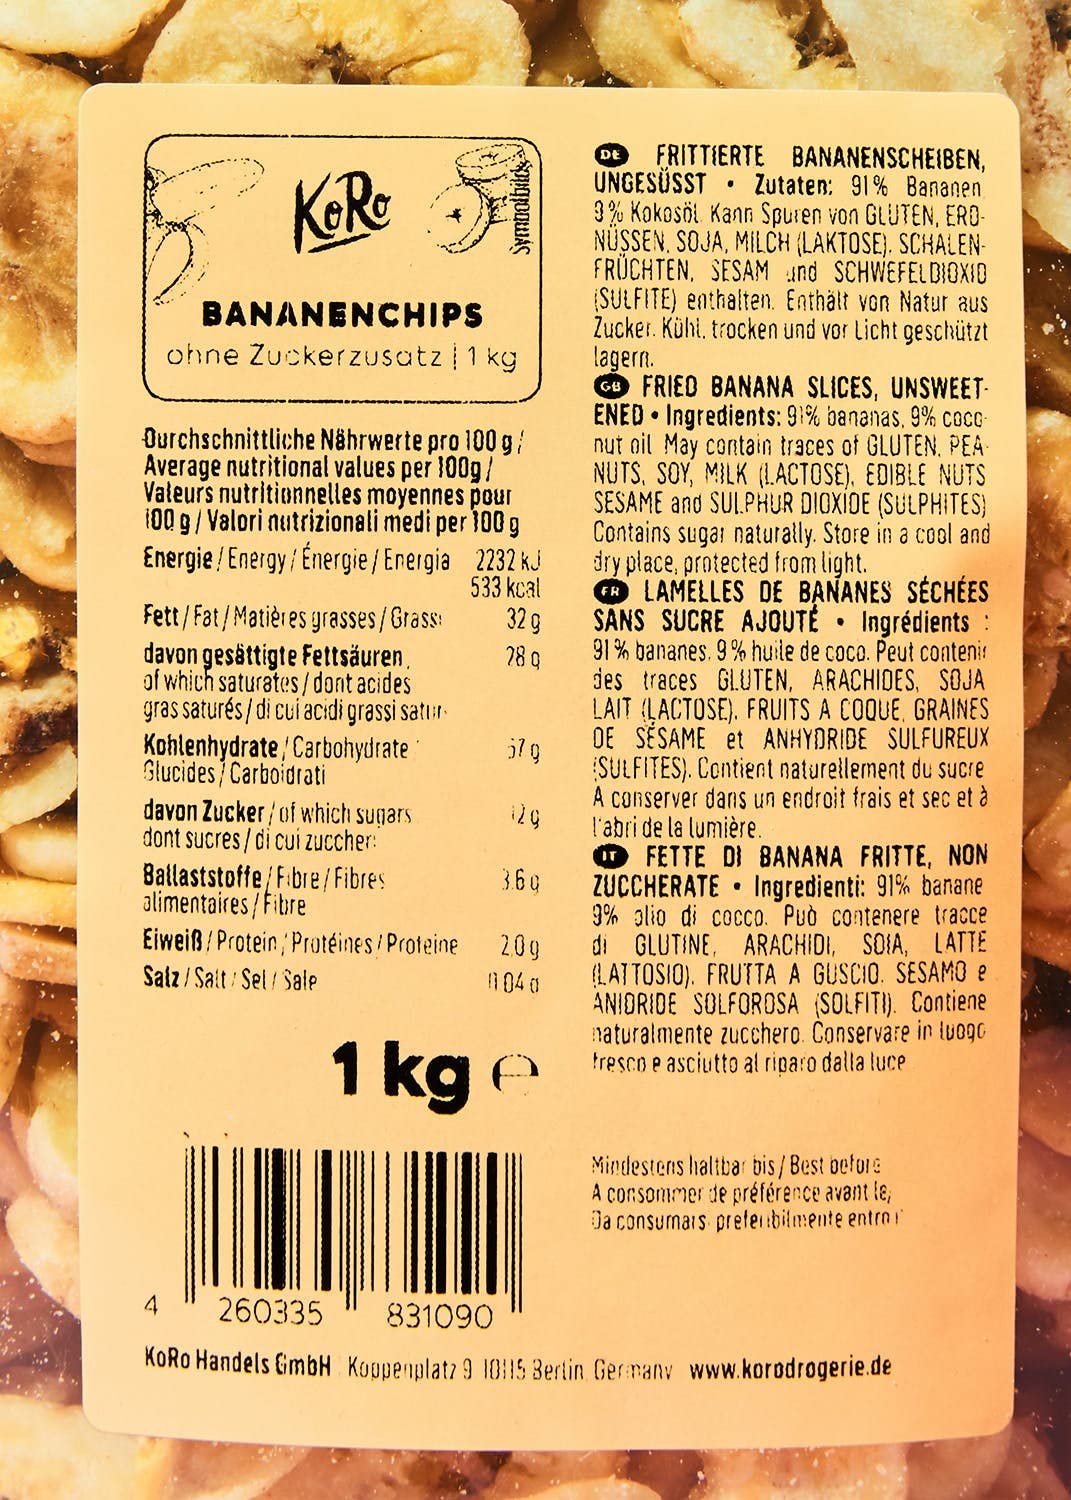 KoRo
Symbolbild
BANANENCHIPS
ohne Zuckerzusatz | 1 kg
Durchschnittliche Nährwerte pro 100 g /
Average nutritional values per 100g /
Valeurs nutritionnelles moyennes pour
100 g / Valori nutrizionali medi per 100 g
Energie / Energy / Énergie / Energia 2232 kJ
533 kcal
Fett / Fat / Matières grasses / Grassi 32 g
davon gesättigte Fettsäuren, 28 g
of which saturates / dont acides
gras saturés / di cui acidi grassi satur
Kohlenhydrate / Carbohydrate 57 g
Glucides / Carboidrati
davon Zucker / of which sugars 12 g
dont sucres / di cui zuccheri
Ballaststoffe / Fibre / Fibres 3.6 g
alimentaires / Fibre
Eiweiß / Protein / Protéines / Proteine 2.0 g
Salz / Salt / Sel / Sale 0.04 g
1 kg ℮
4 260335 831090
DE FRITTIERTE BANANENSCHEIBEN,
UNGESÜSST • Zutaten: 91% Bananen
9% Kokosöl. Kann Spuren von GLUTEN, ERD-
NÜSSEN, SOJA, MILCH (LAKTOSE), SCHALEN-
FRÜCHTEN, SESAM und SCHWEFELDIOXID
(SULFITE) enthalten. Enthält von Natur aus
Zucker. Kühl, trocken und vor Licht geschützt
lagern.
GB FRIED BANANA SLICES, UNSWEET-
ENED • Ingredients: 91% bananas, 9% coco-
nut oil May contain traces of GLUTEN, PEA-
NUTS, SOY, MILK (LACTOSE), EDIBLE NUTS
SESAME and SULPHUR DIOXIDE (SULPHITES)
Contains sugar naturally. Store in a cool and
dry place, protected from light.
FR LAMELLES DE BANANES SÉCHÉES
SANS SUCRE AJOUTÉ • Ingrédients :
91% bananes, 9% huile de coco. Peut contenir
des traces GLUTEN, ARACHIDES, SOJA
LAIT (LACTOSE), FRUITS A COQUE, GRAINES
DE SÉSAME et ANHYDRIDE SULFUREUX
(SULFITES). Contient naturellement du sucre
A conserver dans un endroit frais et sec et à
l'abri de la lumière.
IT FETTE DI BANANA FRITTE, NON
ZUCCHERATE • Ingredienti: 91% banane
9% olio di cocco. Può contenere tracce
di GLUTINE, ARACHIDI, SOIA, LATTE
(LATTOSIO), FRUTTA A GUSCIO, SESAMO e
ANIDRIDE SOLFOROSA (SOLFITI). Contiene
naturalmente zucchero. Conservare in luogo
fresco e asciutto al riparo dalla luce
Mindestens haltbar bis / Best before
A consommer de préférence avant le,
Da consumarsi preferibilmente entro i
KoRo Handels GmbH Koppenplatz 9 10115 Berlin Germany www.korodrogerie.de